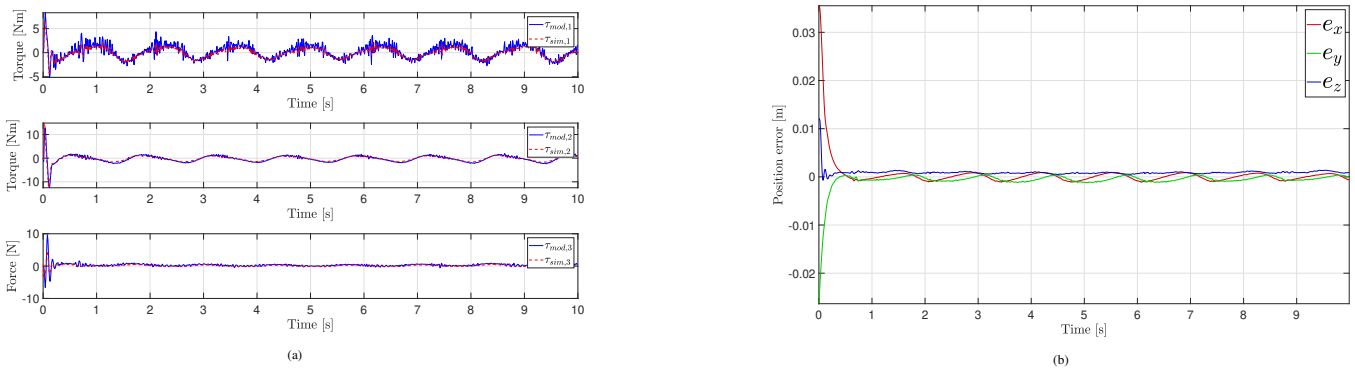 Torque [Nm]
5
0
-5
τmod,1
τsim,1
0 1 2 3 4 5 6 7 8 9 10
Time [s]
Torque [Nm]
10
0
-10
τmod,2
τsim,2
0 1 2 3 4 5 6 7 8 9 10
Time [s]
Force [N]
10
0
-10
τmod,3
τsim,3
0 1 2 3 4 5 6 7 8 9 10
Time [s]
(a)
Position error [m]
0.03
0.02
0.01
0
-0.01
-0.02
ex
ey
ez
0 1 2 3 4 5 6 7 8 9
Time [s]
(b)